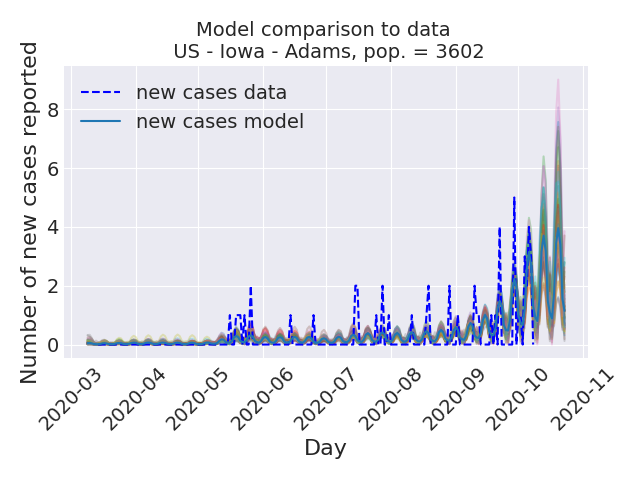 Model comparison to data
US - Iowa - Adams, pop. = 3602
Number of new cases reported
8
6
4
2
0
new cases data
new cases model
2020-03
2020-04
2020-05
2020-06
2020-07
2020-08
2020-09
2020-10
2020-11
Day